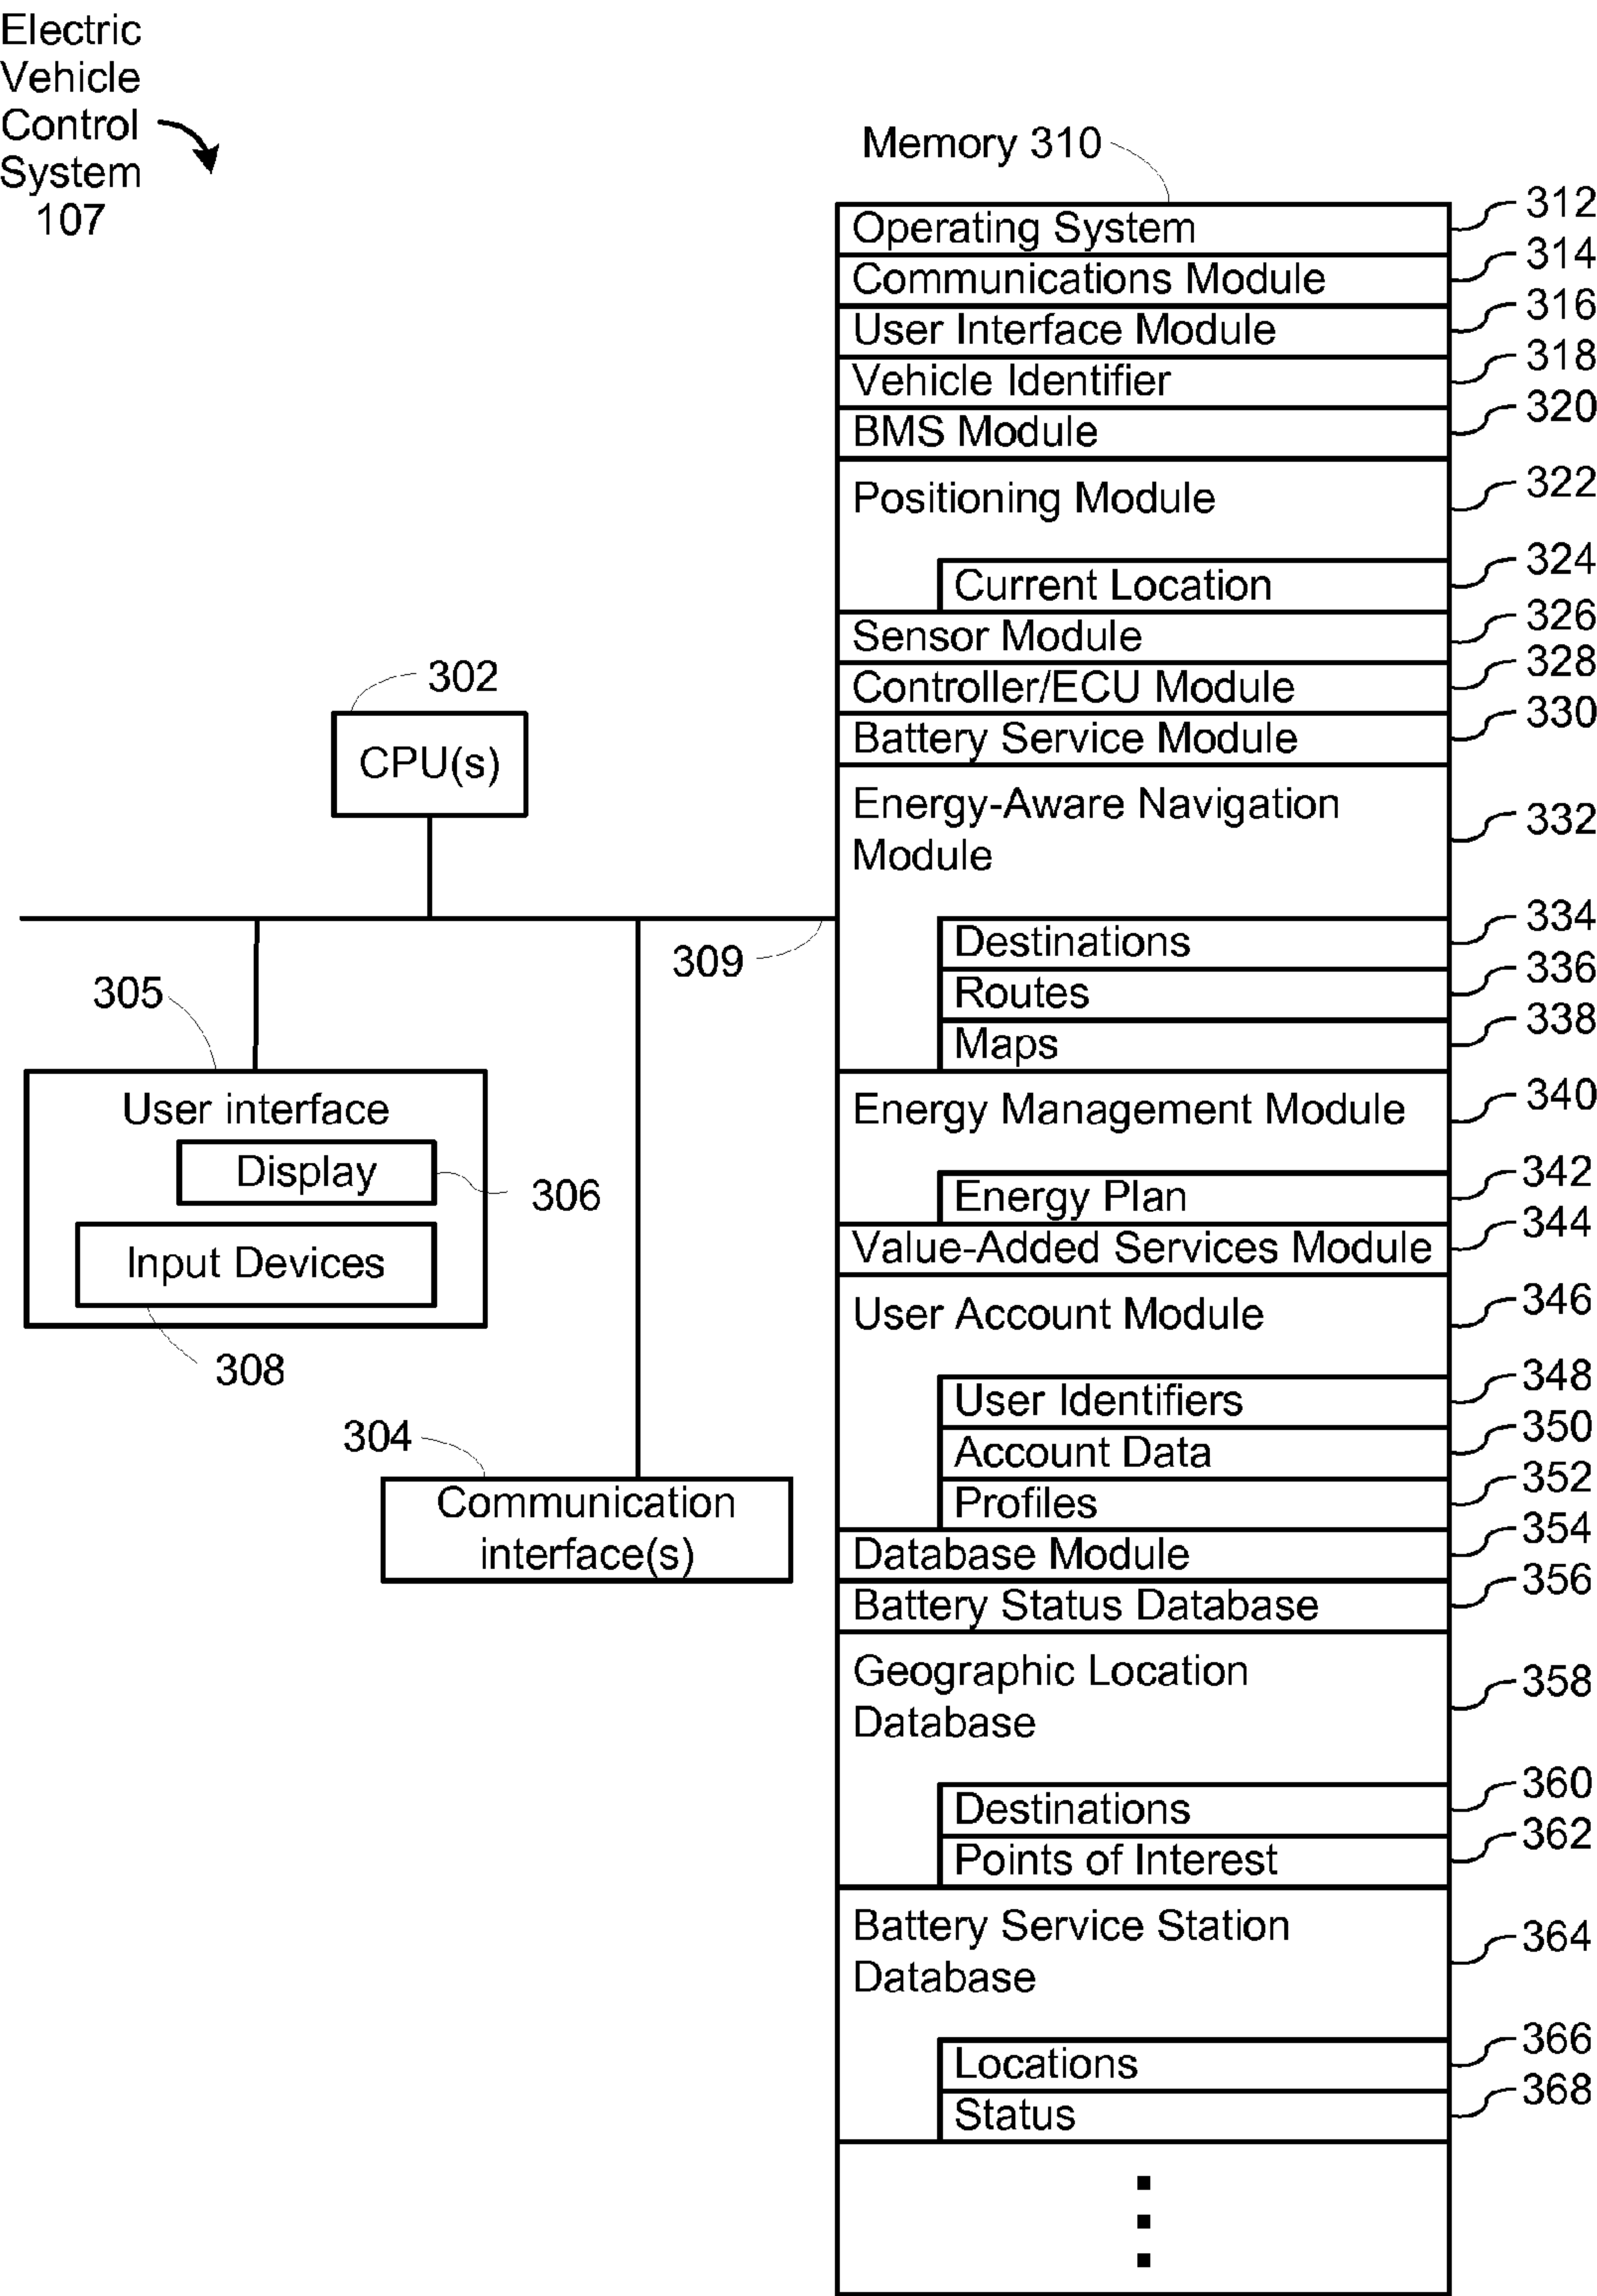 Electric
Vehicle
Control
System
107
Memory 310
Operating System 312
Communications Module 314
User Interface Module 316
Vehicle Identifier 318
BMS Module 320
Positioning Module 322
Current Location 324
Sensor Module 326
Controller/ECU Module 328
Battery Service Module 330
Energy-Aware Navigation
Module 332
Destinations 334
Routes 336
Maps 338
Energy Management Module 340
Energy Plan 342
Value-Added Services Module 344
User Account Module 346
User Identifiers 348
Account Data 350
Profiles 352
Database Module 354
Battery Status Database 356
Geographic Location
Database 358
Destinations 360
Points of Interest 362
Battery Service Station
Database 364
Locations 366
Status 368
302
CPU(s)
309
305
User interface
Display
306
Input Devices
308
304
Communication
interface(s)